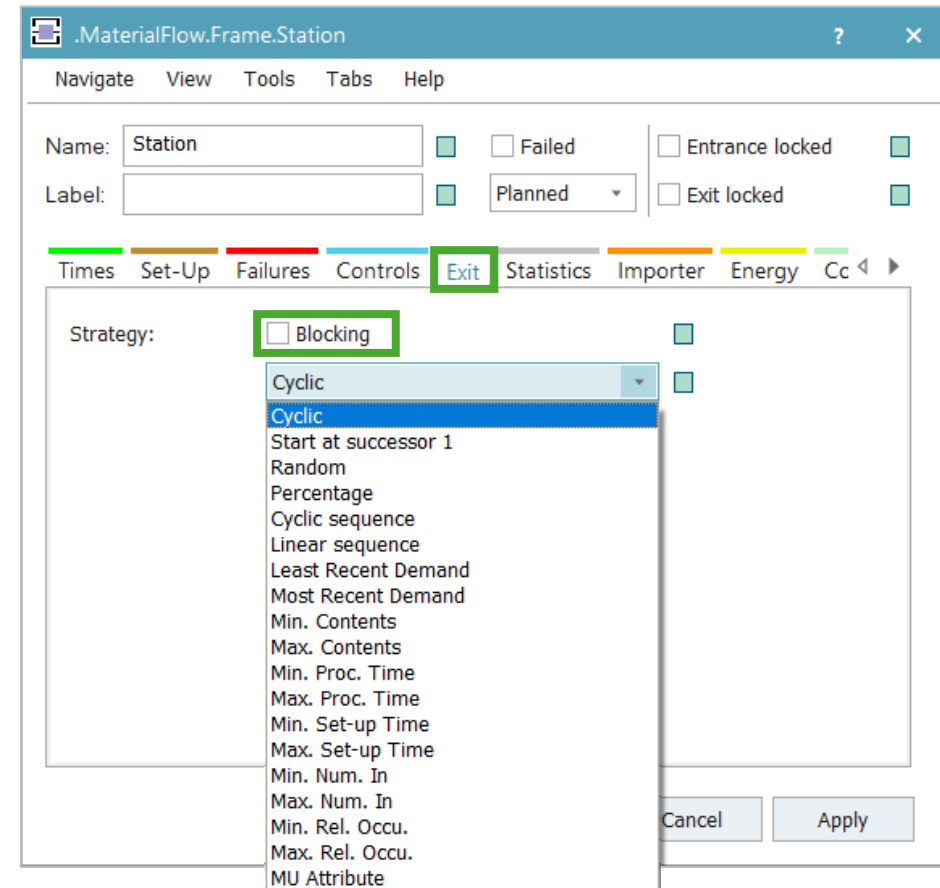 .MaterialFlow.Frame.Station ? ×
Navigate View Tools Tabs Help
Name: Station Failed Entrance locked
Label: Planned Exit locked
Times Set-Up Failures Controls Exit Statistics Importer Energy Cc
Strategy: Blocking
Cyclic
Cyclic
Start at successor 1
Random
Percentage
Cyclic sequence
Linear sequence
Least Recent Demand
Most Recent Demand
Min. Contents
Max. Contents
Min. Proc. Time
Max. Proc. Time
Min. Set-up Time
Max. Set-up Time
Min. Num. In
Max. Num. In
Min. Rel. Occu.
Max. Rel. Occu.
MU Attribute
Cancel Apply